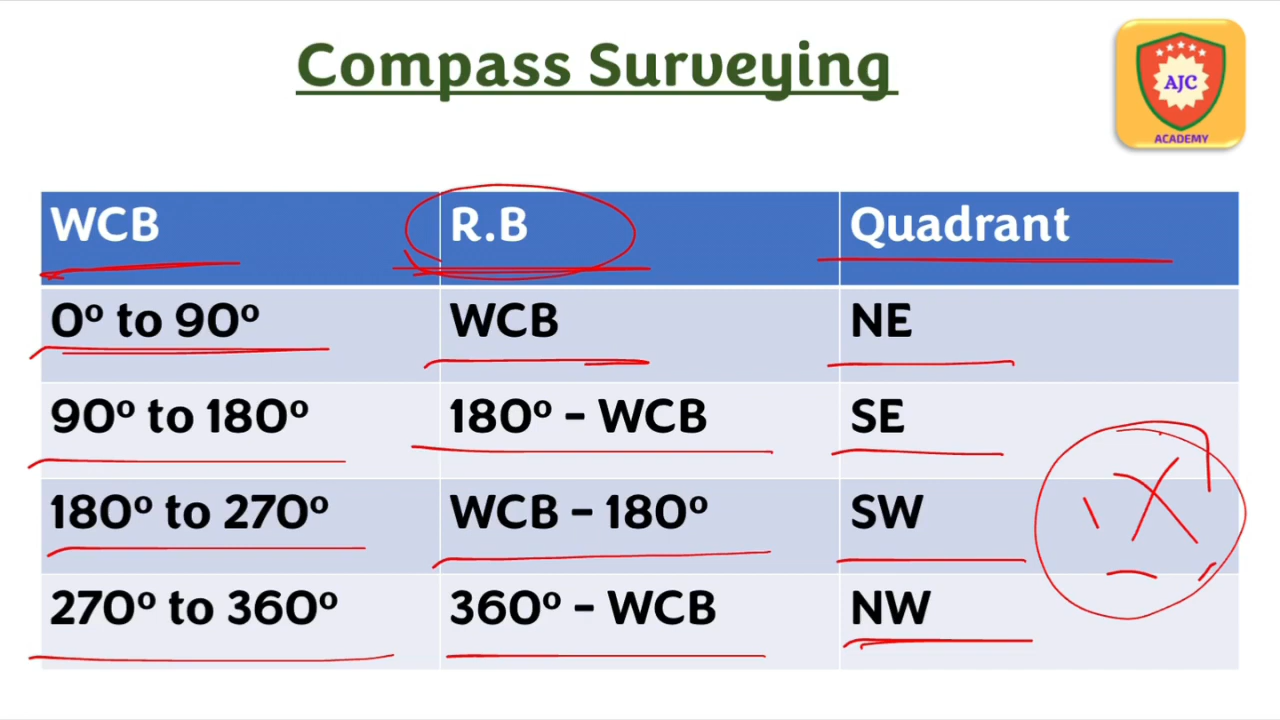 Compass Surveying
AJC
ACADEMY
WCB R.B Quadrant
0º to 90º WCB NE
90º to 180º 180º - WCB SE
180º to 270º WCB - 180º SW
270º to 360º 360º - WCB NW